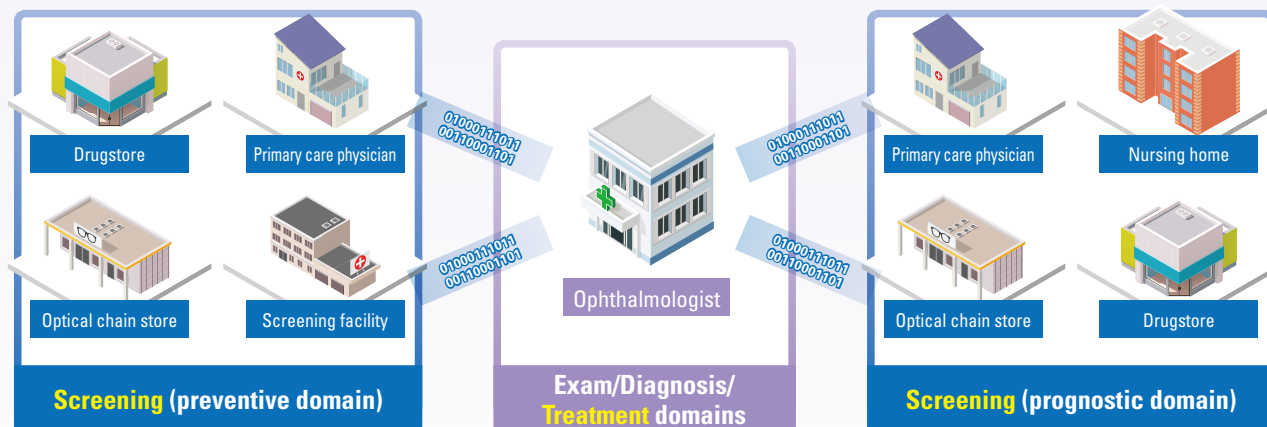 Drugstore
Primary care physician
Optical chain store
Screening facility
Screening (preventive domain)
01000111011
00110001101
01000111011
00110001101
Ophthalmologist
Exam/Diagnosis/
Treatment domains
01000111011
00110001101
01000111011
00110001101
Primary care physician
Nursing home
Optical chain store
Drugstore
Screening (prognostic domain)